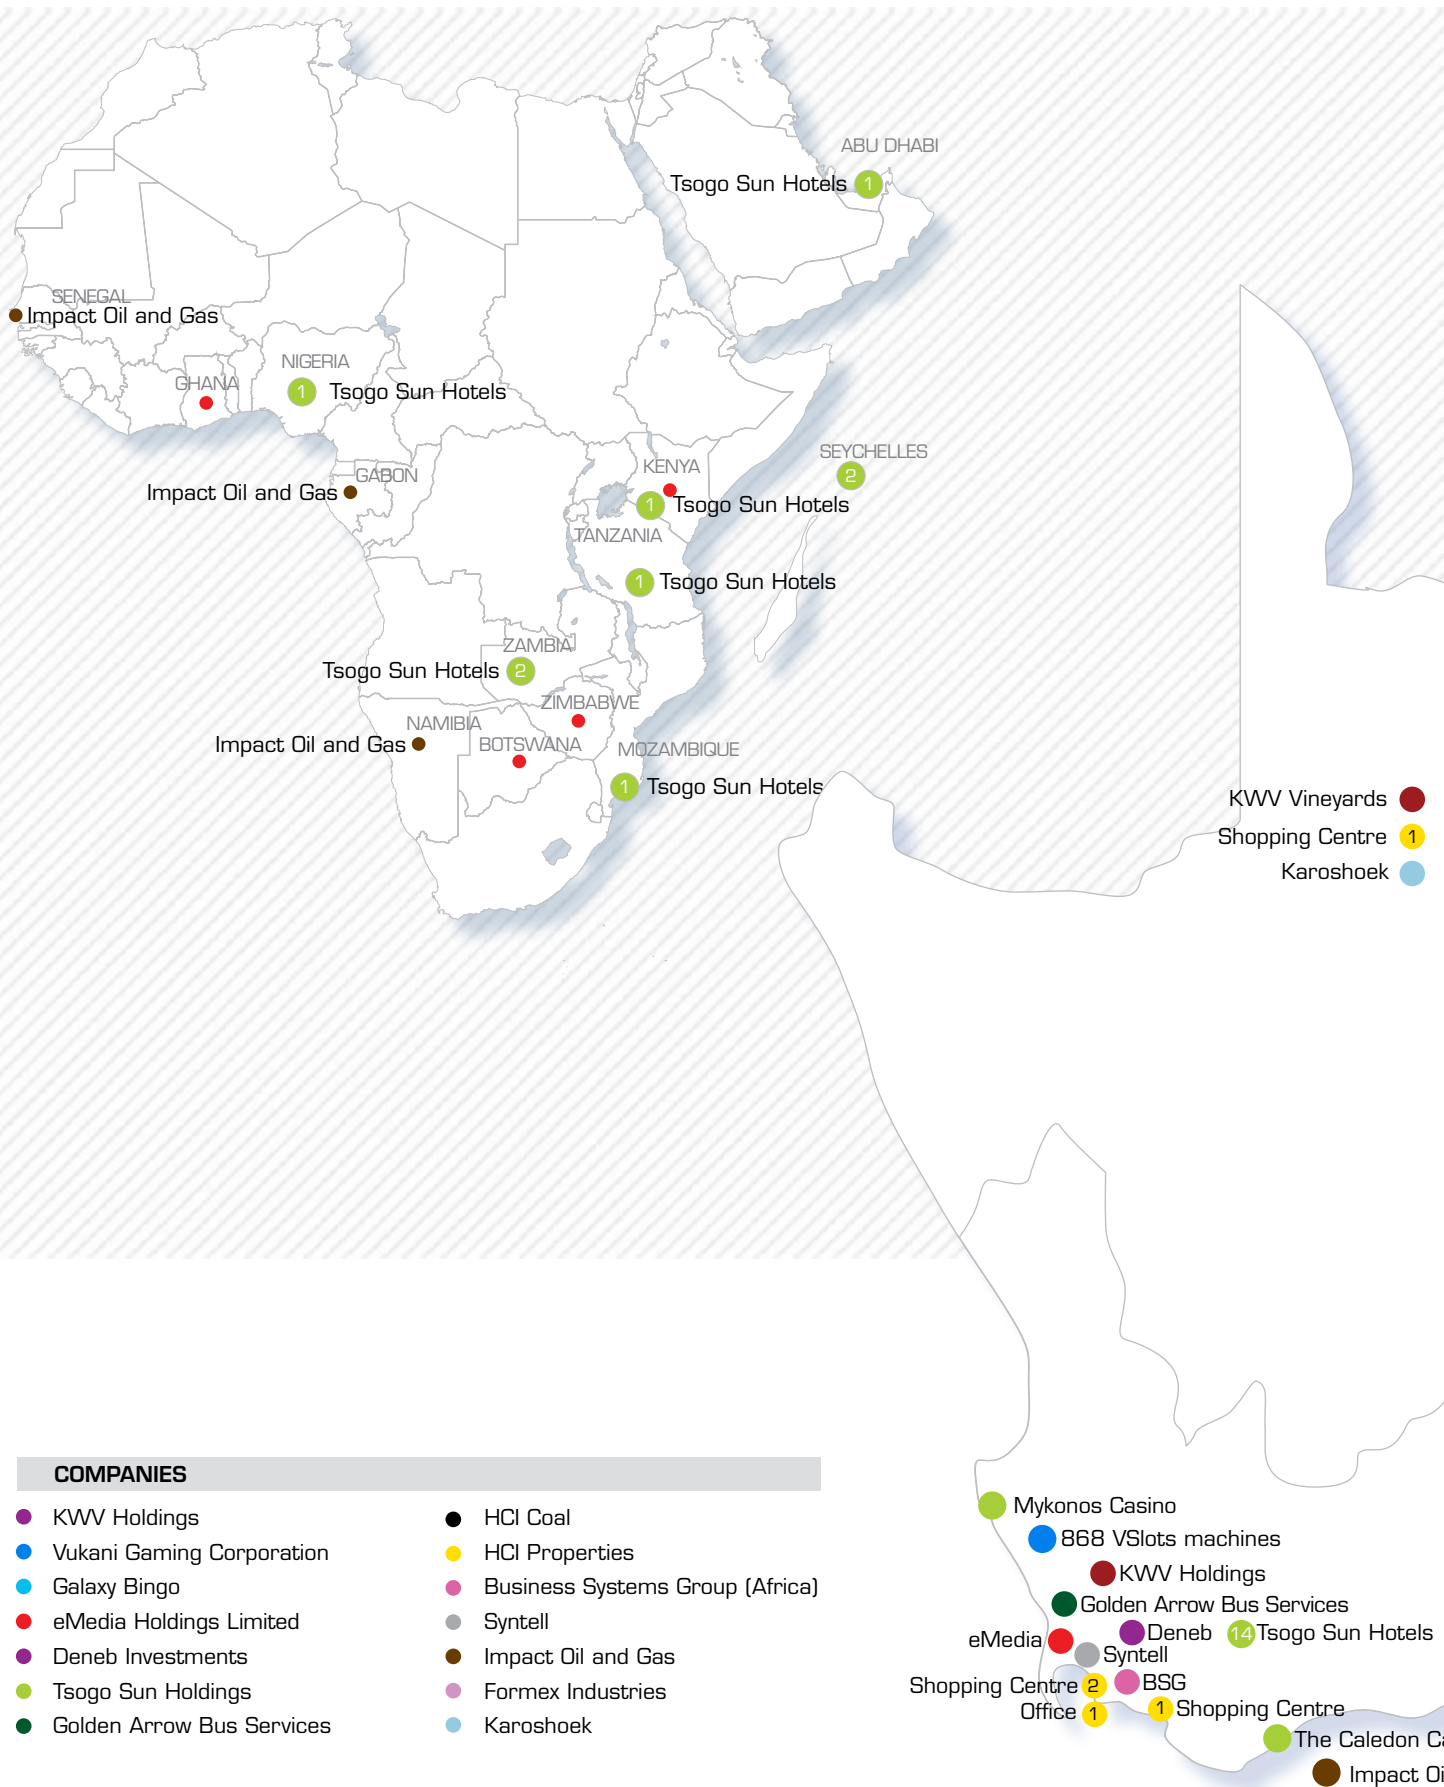 ABU DHABI
Tsogo Sun Hotels 1
SENEGAL
Impact Oil and Gas
NIGERIA
1 Tsogo Sun Hotels
GHANA
SEYCHELLES
2
KENYA
GABON
Impact Oil and Gas
1 Tsogo Sun Hotels
TANZANIA
1 Tsogo Sun Hotels
ZAMBIA
Tsogo Sun Hotels 2
ZIMBABWE
NAMIBIA
Impact Oil and Gas
BOTSWANA
MOZAMBIQUE
1 Tsogo Sun Hotels
KWV Vineyards
Shopping Centre 1
Karoshoek
COMPANIES
KWV Holdings
Vukani Gaming Corporation
Galaxy Bingo
eMedia Holdings Limited
Deneb Investments
Tsogo Sun Holdings
Golden Arrow Bus Services
HCI Coal
HCI Properties
Business Systems Group (Africa)
Syntell
Impact Oil and Gas
Formex Industries
Karoshoek
Mykonos Casino
868 VSlots machines
KWV Holdings
Golden Arrow Bus Services
Deneb 14 Tsogo Sun Hotels
eMedia
Syntell
Shopping Centre 2 BSG
Office 1
1 Shopping Centre
The Caledon Ca
Impact Oi